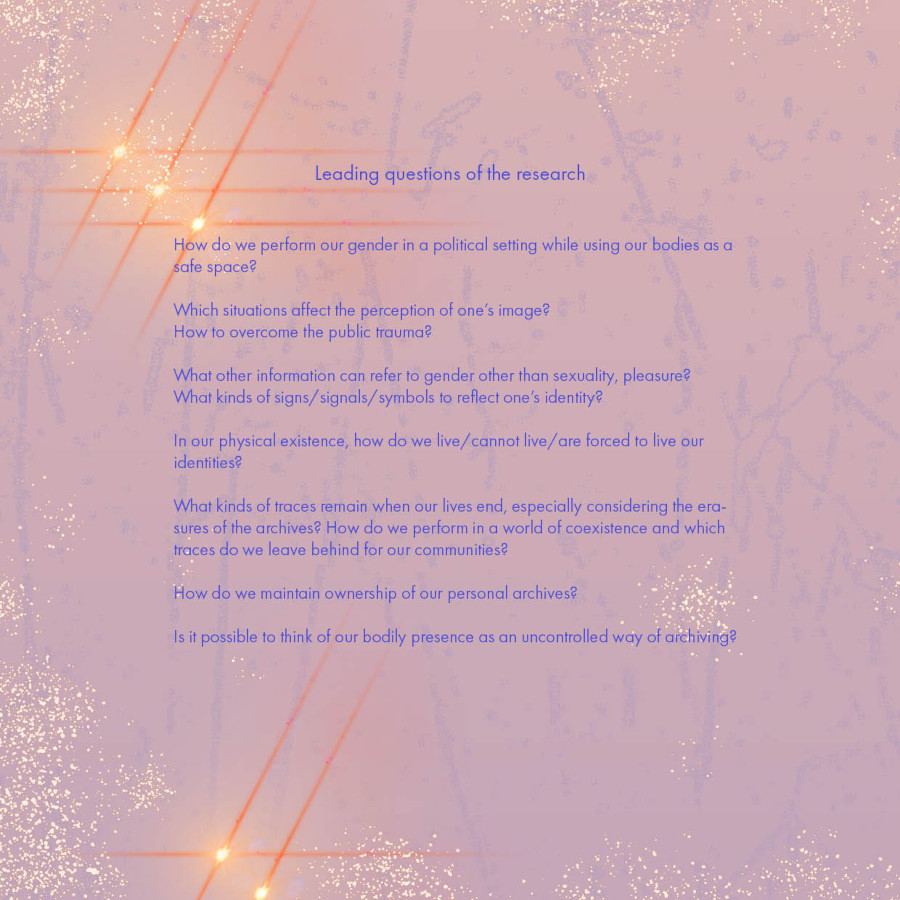 Leading questions of the research
How do we perform our gender in a political setting while using our bodies as a
safe space?
Which situations affect the perception of one’s image?
How to overcome the public trauma?
What other information can refer to gender other than sexuality, pleasure?
What kinds of signs/signals/symbols to reflect one’s identity?
In our physical existence, how do we live/cannot live/are forced to live our
identities?
What kinds of traces remain when our lives end, especially considering the era-
sures of the archives? How do we perform in a world of coexistence and which
traces do we leave behind for our communities?
How do we maintain ownership of our personal archives?
Is it possible to think of our bodily presence as an uncontrolled way of archiving?